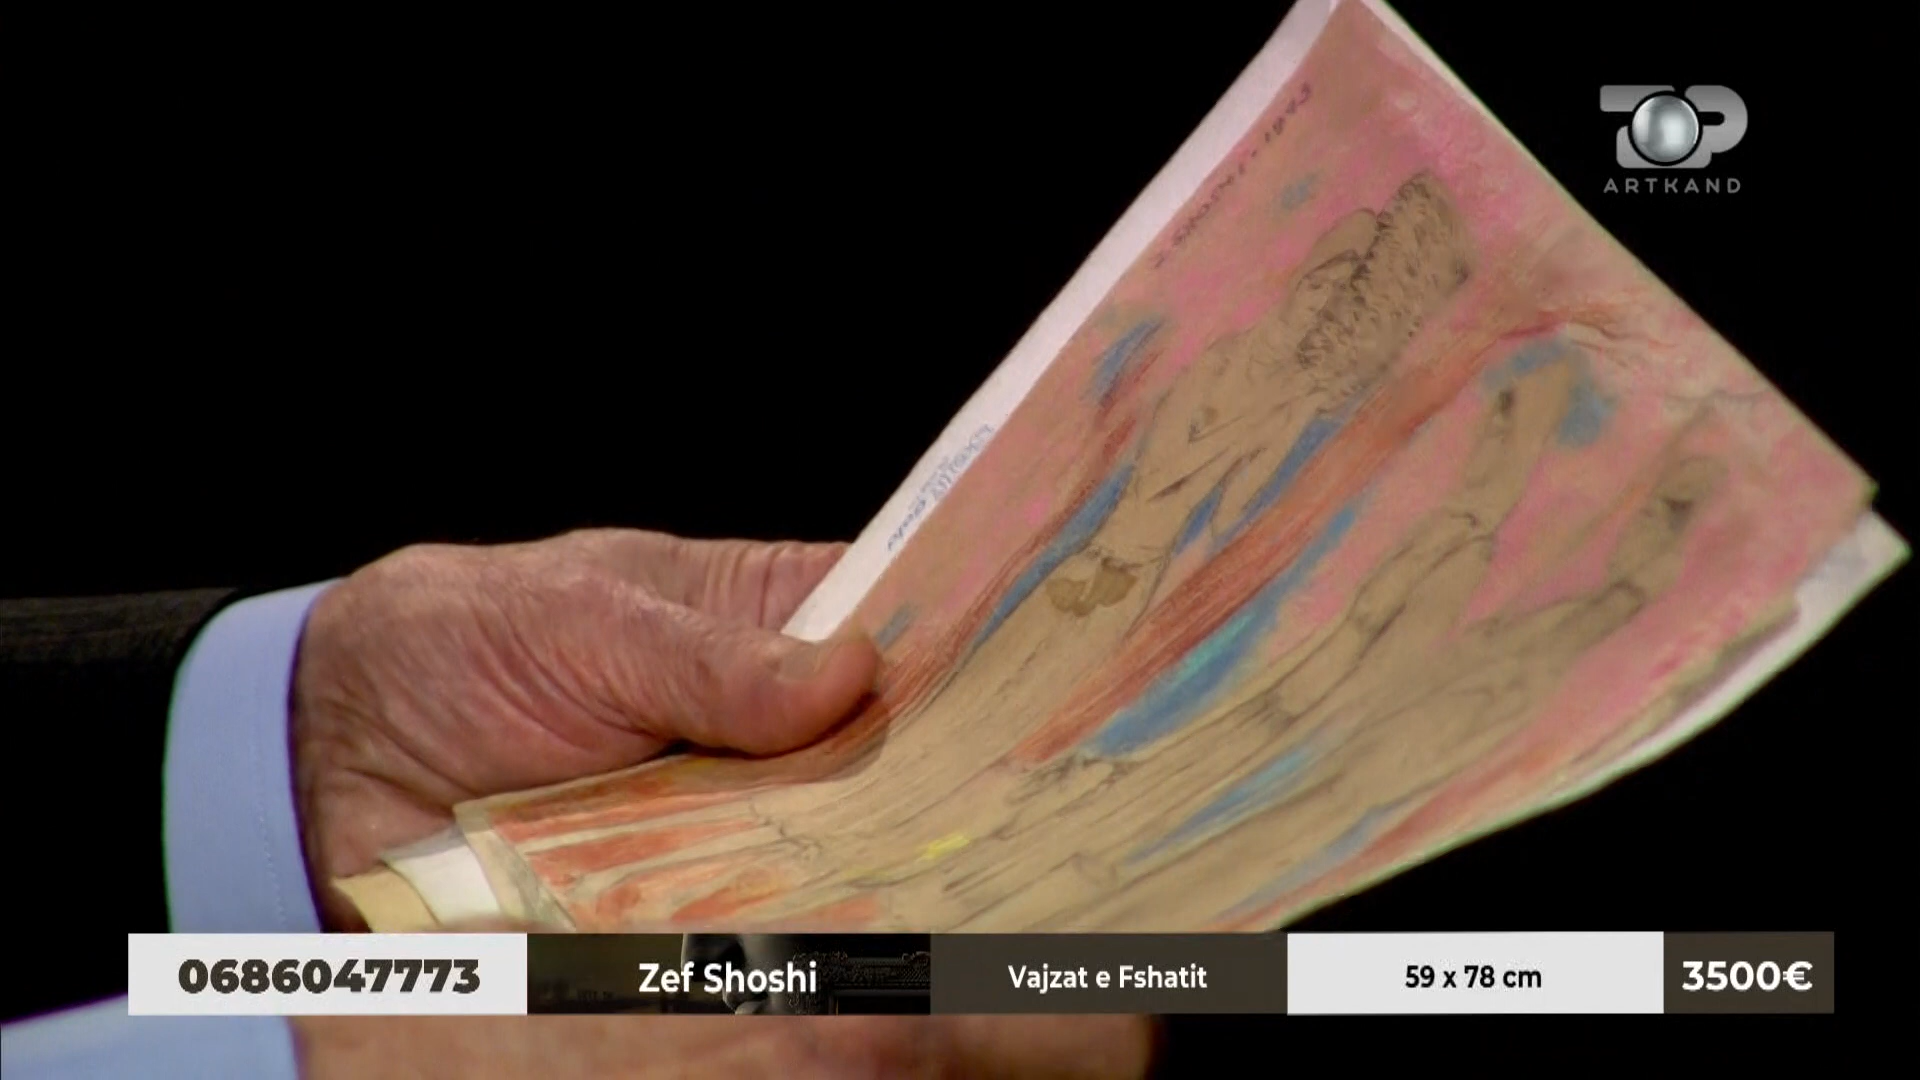 TOP
ARTKAND
0686047773
Zef Shoshi
Vajzat e Fshatit
59 x 78 cm
3500€